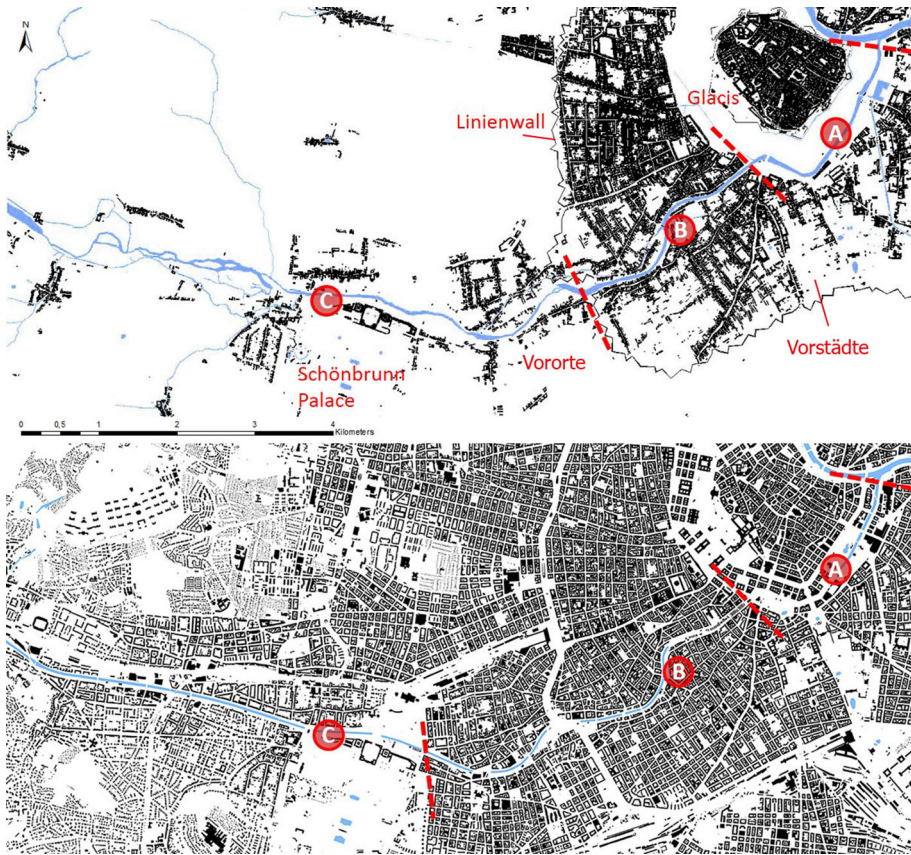 N
Glacis
Linienwall
A
B
C
Vororte
Vorstädte
Schönbrunn
Palace
0 0,5 1 2 3 4
Kilometers
A
B
C